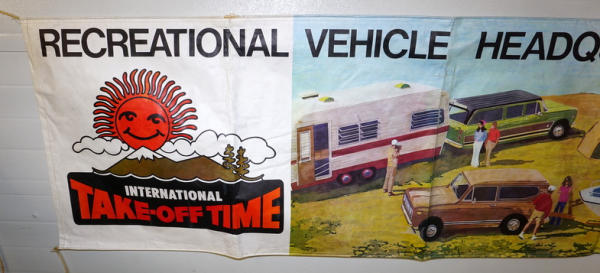 RECREATIONAL VEHICLE HEADQ
INTERNATIONAL
TAKE-OFF TIME